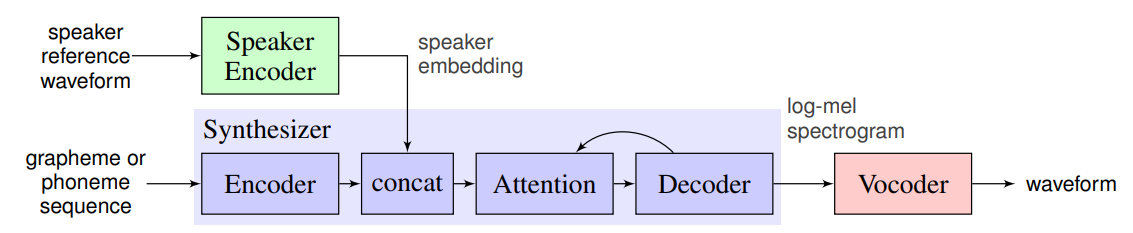 speaker
reference
waveform
Speaker
Encoder
speaker
embedding
Synthesizer
log-mel
spectrogram
grapheme or
phoneme
sequence
Encoder
concat
Attention
Decoder
Vocoder
waveform